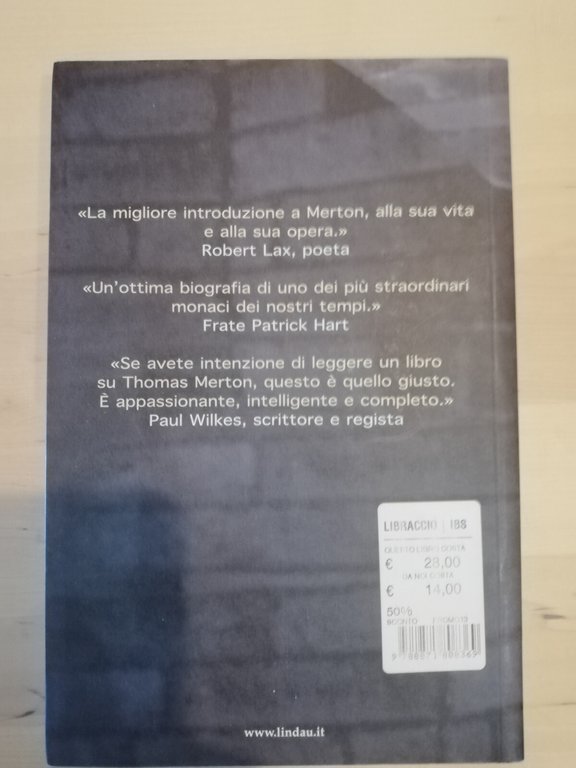 «La migliore introduzione a Merton, alla sua vita
e alla sua opera.»
Robert Lax, poeta
«Un'ottima biografia di uno dei più straordinari
monaci dei nostri tempi.»
Frate Patrick Hart
«Se avete intenzione di leggere un libro
su Thomas Merton, questo è quello giusto.
È appassionante, intelligente e completo.»
Paul Wilkes, scrittore e regista
LIBRACCIO | IBS
QUESTO LIBRO COSTA
€ 28,00
DA NOI COSTA
€ 14,00
50%
SCONTO
www.lindau.it